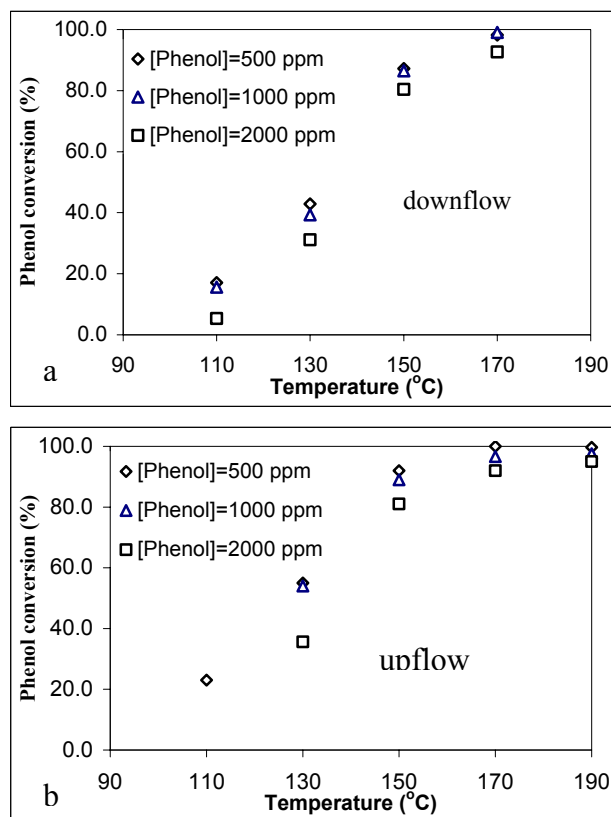 100.0
80.0
60.0
40.0
20.0
0.0
Phenol conversion (%)
[Phenol]=500 ppm
[Phenol]=1000 ppm
[Phenol]=2000 ppm
downflow
90 110 130 150 170 190
Temperature (°C)
a
100.0
80.0
60.0
40.0
20.0
0.0
Phenol conversion (%)
[Phenol]=500 ppm
[Phenol]=1000 ppm
[Phenol]=2000 ppm
upflow
90 110 130 150 170 190
Temperature (°C)
b